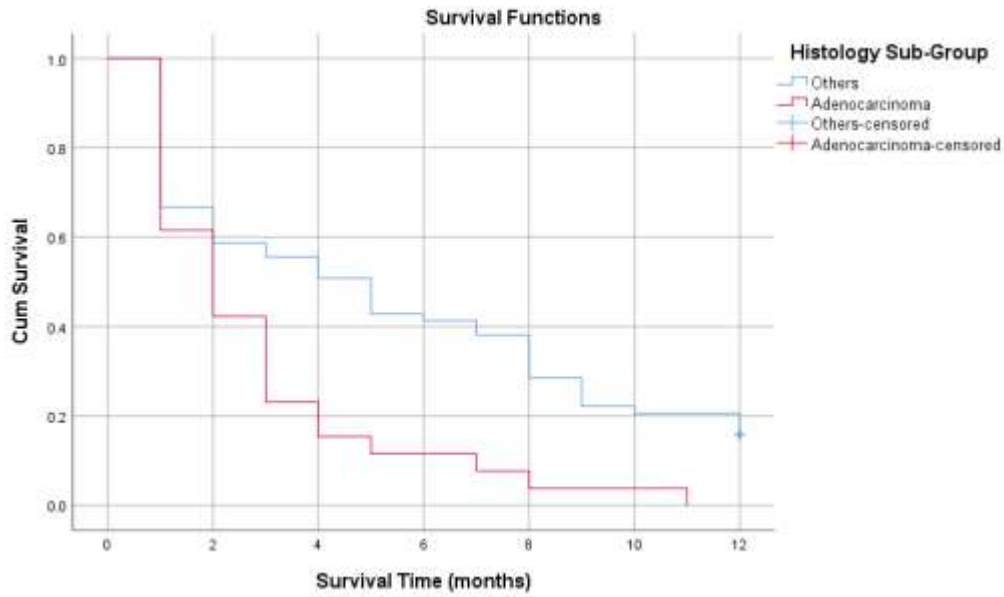 Survival Functions
Histology Sub-Group
Others
Adenocarcinoma
Others-censored
Adenocarcinoma-censored
Cum Survival
1.0
0.8
0.6
0.4
0.2
0.0
0 2 4 6 8 10 12
Survival Time (months)